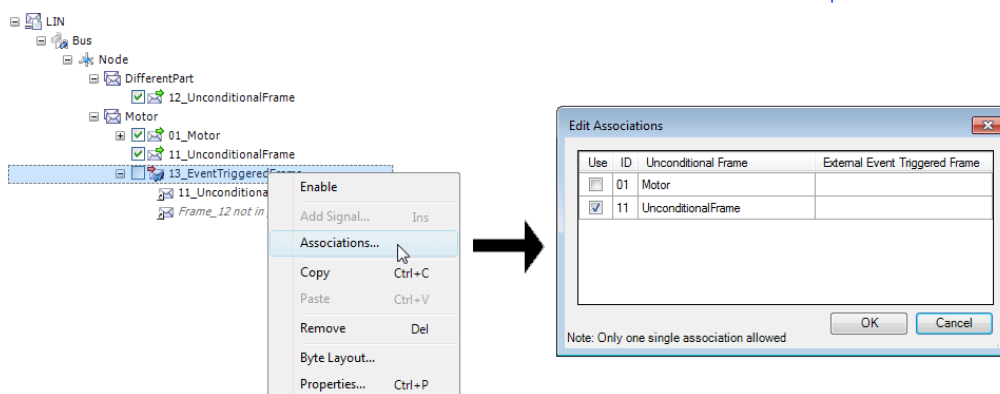 LIN
Bus
Node
DifferentPart
12_UnconditionalFrame
Motor
01_Motor
11_UnconditionalFrame
13_EventTriggeredFrame
11_Unconditiona
Frame_12 not in
Enable
Add Signal... Ins
Associations...
Copy Ctrl+C
Paste Ctrl+V
Remove Del
Byte Layout...
Properties... Ctrl+P
Edit Associations
Use ID Unconditional Frame External Event Triggered Frame
01 Motor
11 UnconditionalFrame
OK Cancel
Note: Only one single association allowed